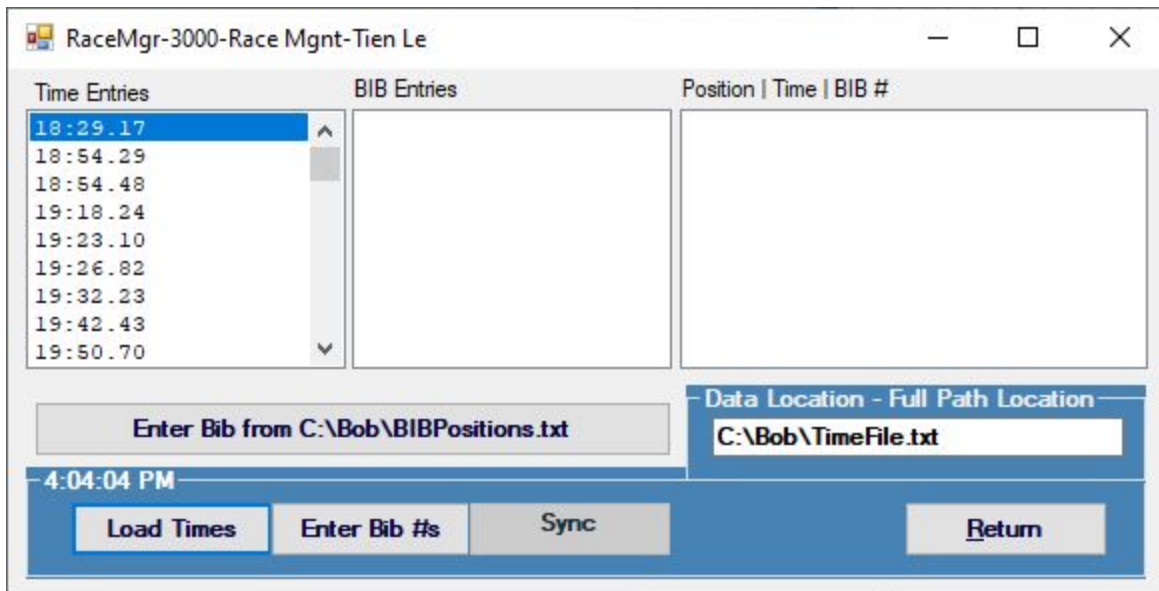 RaceMgr-3000-Race Mgnt-Tien Le
Time Entries
BIB Entries
Position | Time | BIB #
18:29.17
18:54.29
18:54.48
19:18.24
19:23.10
19:26.82
19:32.23
19:42.43
19:50.70
Enter Bib from C:\Bob\BIBPositions.txt
Data Location - Full Path Location
C:\Bob\TimeFile.txt
4:04:04 PM
Load Times
Enter Bib #s
Sync
Return